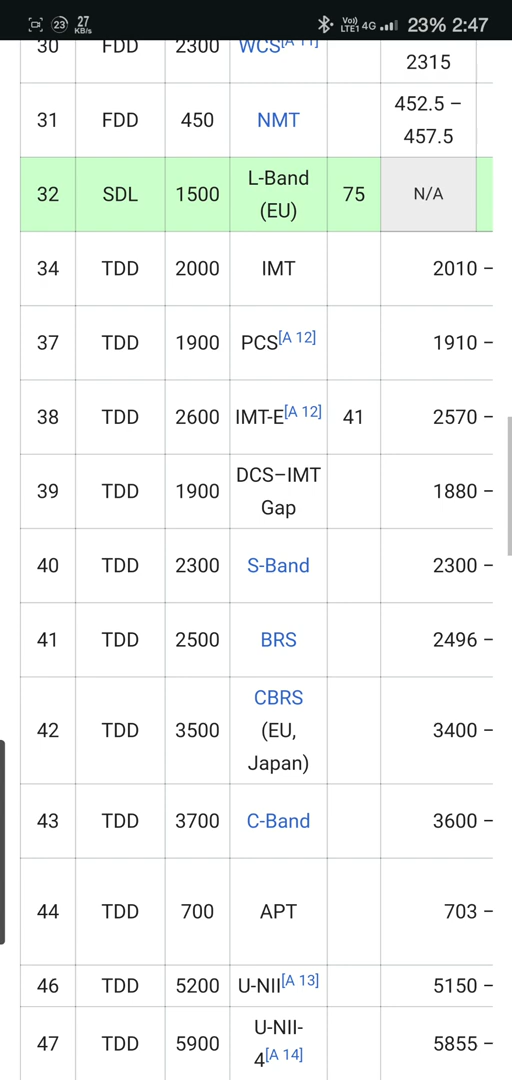 23 27 KB/s Vo) LTE1 4G 23% 2:47
30 FDD 2300 WCS[A 11]
2315
31 FDD 450 NMT 452.5 –
457.5
32 SDL 1500 L-Band
(EU) 75 N/A
34 TDD 2000 IMT 2010 –
37 TDD 1900 PCS[A 12] 1910 –
38 TDD 2600 IMT-E[A 12] 41 2570 –
39 TDD 1900 DCS–IMT
Gap 1880 –
40 TDD 2300 S-Band 2300 –
41 TDD 2500 BRS 2496 –
42 TDD 3500 CBRS
(EU,
Japan) 3400 –
43 TDD 3700 C-Band 3600 –
44 TDD 700 APT 703 –
46 TDD 5200 U-NII[A 13] 5150 –
47 TDD 5900 U-NII-
4[A 14] 5855 –